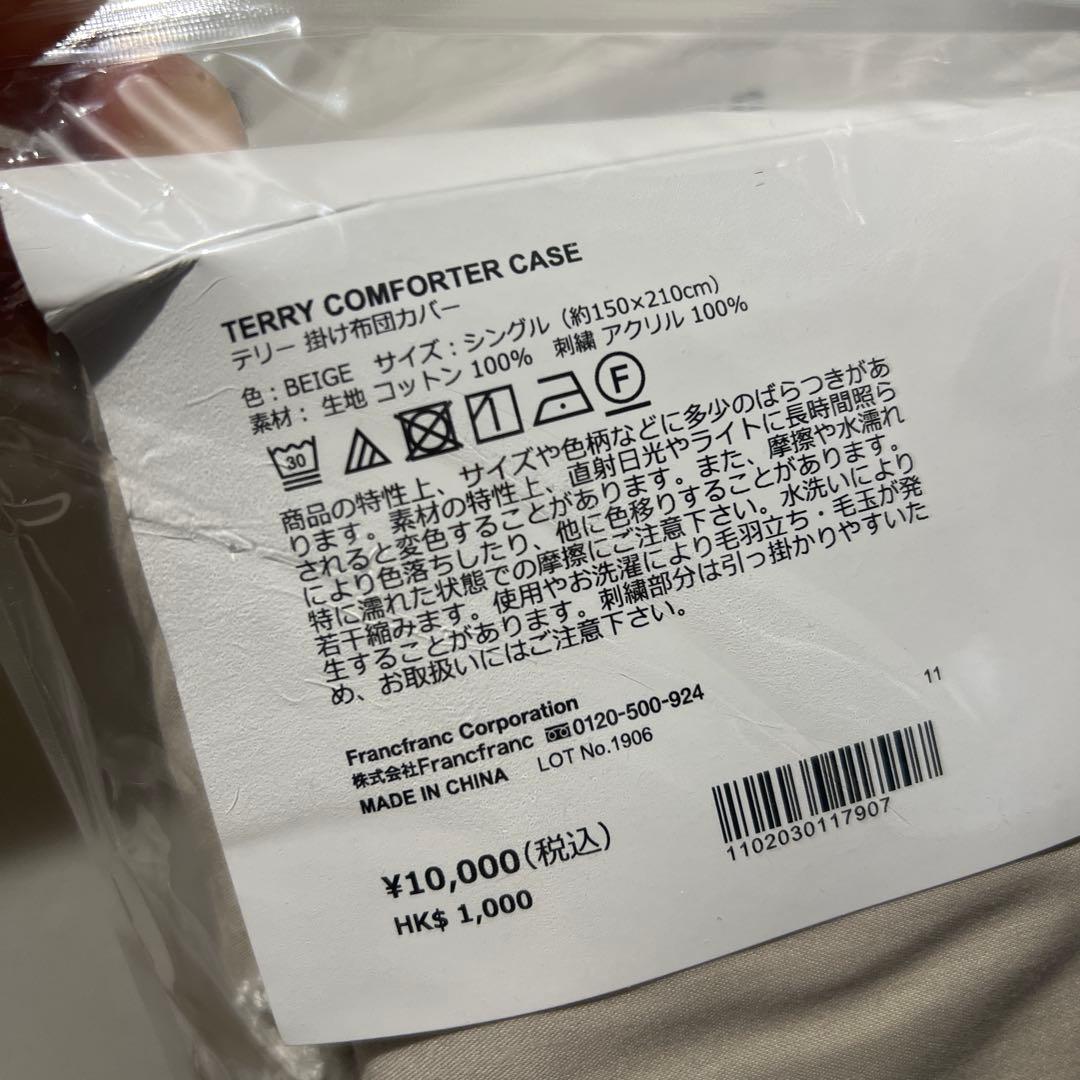 TERRY COMFORTER CASE
テリー 掛け布団カバー
色：BEIGE サイズ：シングル（約150×210cm）
素材： 生地 コットン 100% 刺繍 アクリル 100%
30 F
商品の特性上、サイズや色柄などに多少のばらつきがあ
ります。素材の特性上、直射日光やライトに長時間照ら
されると変色することがあります。また、摩擦や水濡れ
により色落ちしたり、他に色移りすることがあります。
特に濡れた状態での摩擦にご注意下さい。水洗いにより
若干縮みます。使用やお洗濯により毛羽立ち・毛玉が発
生することがあります。刺繍部分は引っ掛かりやすいた
め、お取扱いにはご注意下さい。
Francfranc Corporation
株式会社Francfranc 0120-500-924
MADE IN CHINA LOT No.1906
11
1102030117907
¥10,000（税込）
HK$ 1,000